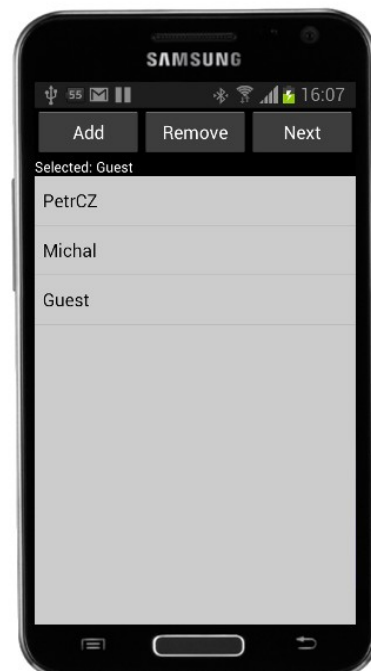 SAMSUNG
55 16:07
Add Remove Next
Selected: Guest
PetrCZ
Michal
Guest